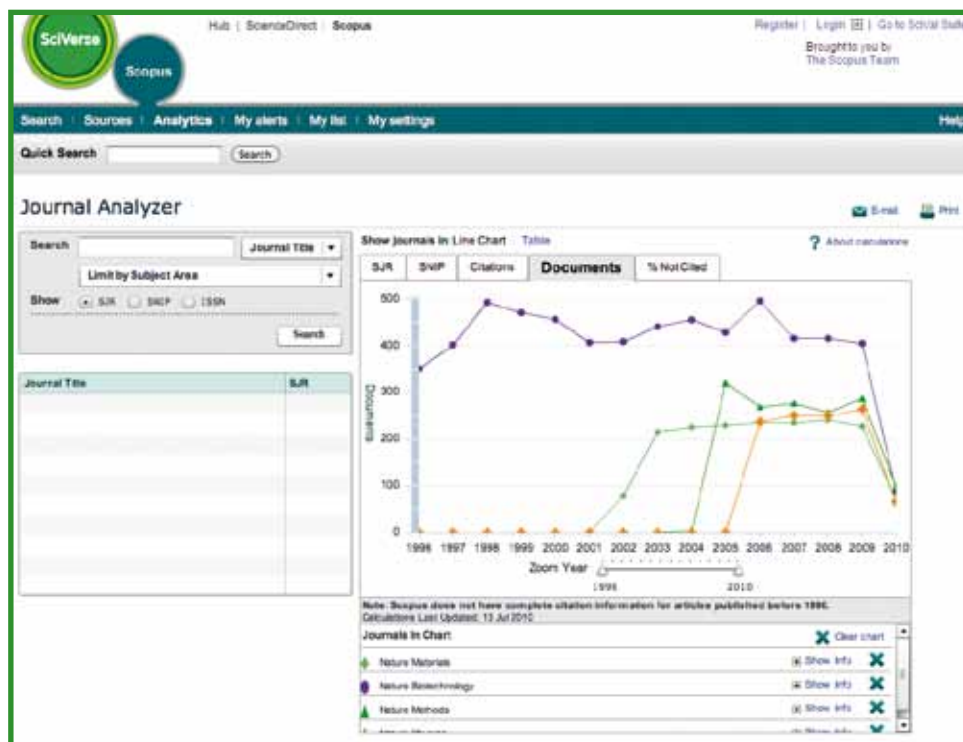 SciVerse
Scopus
Hub | ScienceDirect | Scopus
Register | Login | Go to SciVal Suite
Brought to you by
The Scopus Team
Search Sources Analytics My alerts My list My settings
Help
Quick Search Search
Journal Analyzer
E-mail Print
Search Journal Title
Limit by Subject Area
Show SJR SNIP ISSN
Search
Journal Title SJR
Show journals in: Line Chart Table
? About calculations
SJR SNIP Citations Documents % Not Cited
500
400
300
200
100
0
Documents
1996 1997 1998 1999 2000 2001 2002 2003 2004 2005 2006 2007 2008 2009 2010
Zoom Year
1996 2010
Note: Scopus does not have complete citation information for articles published before 1996.
Calculations Last Updated: 13 Jul 2010
Journals in Chart Clear chart
Nature Materials Show info
Nature Biotechnology Show info
Nature Methods Show info